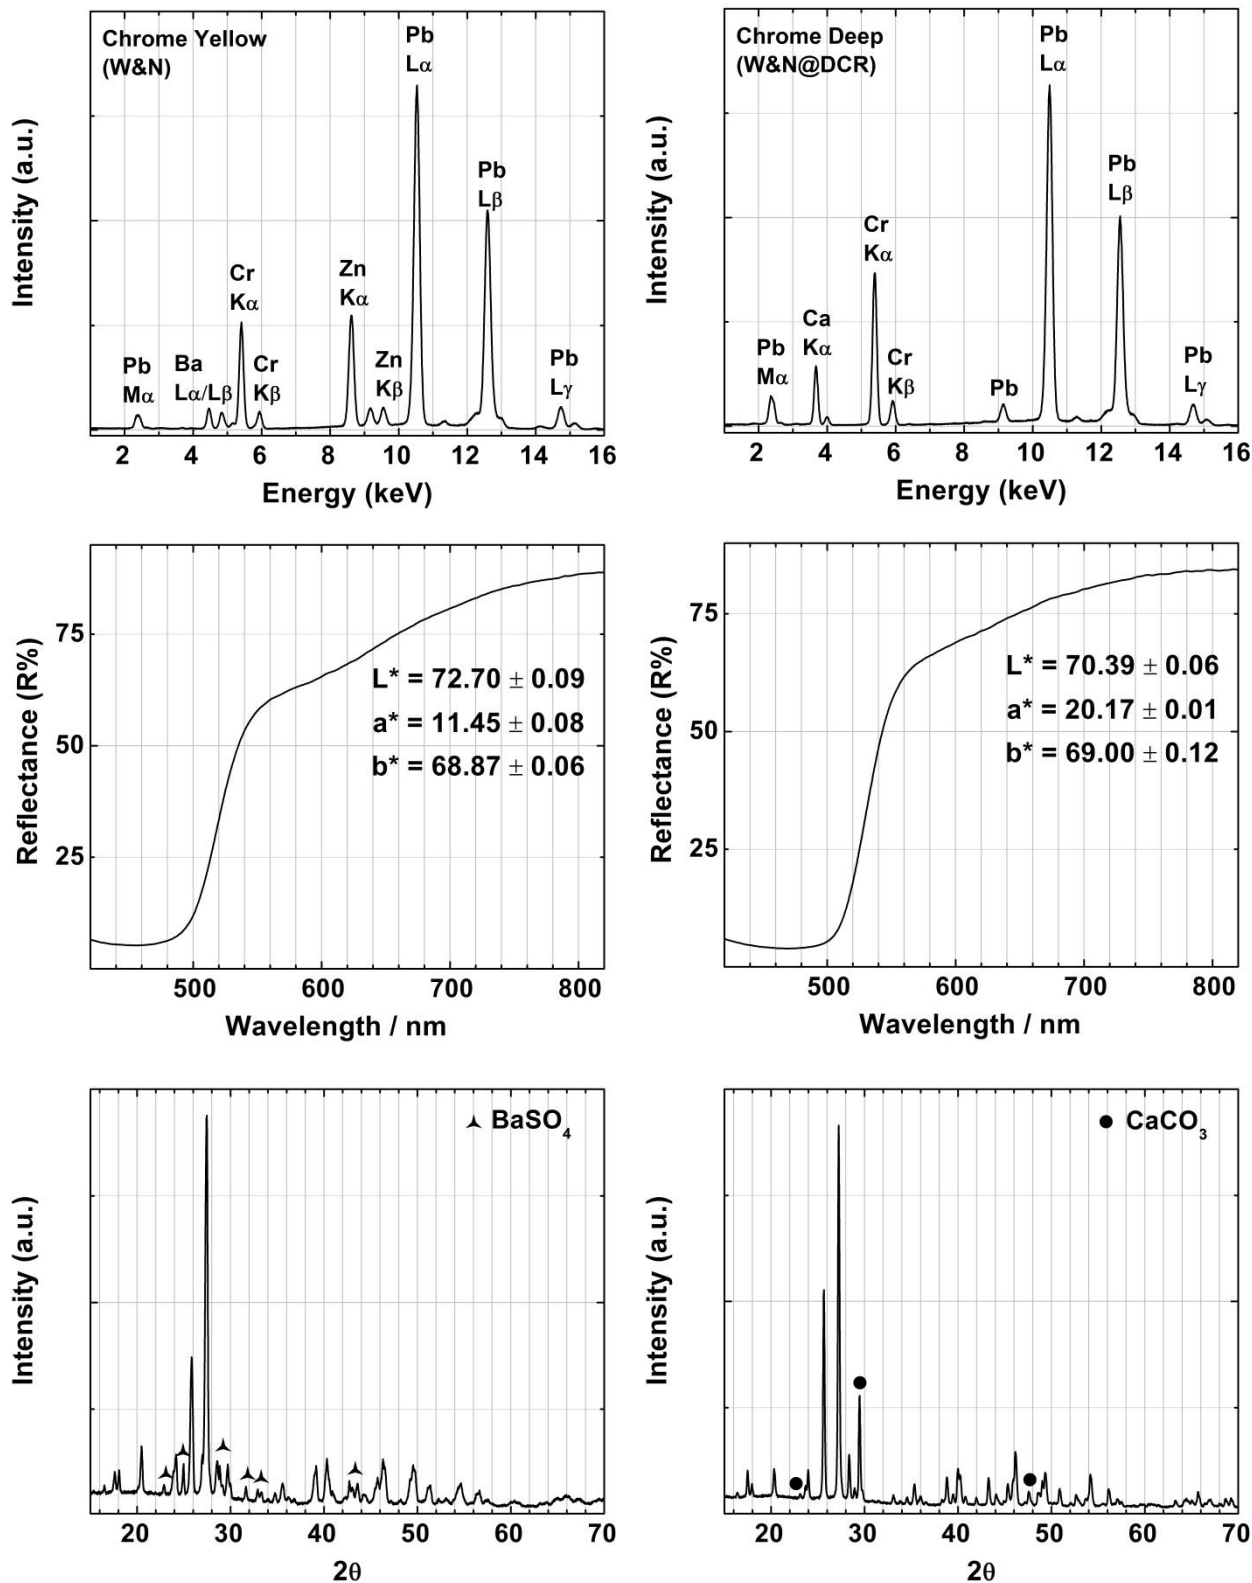 Chrome Yellow
(W&N)
Pb
Lα
Pb
Lβ
Zn
Kα
Cr
Kα
Pb
Mα
Ba
Lα/Lβ
Cr
Kβ
Zn
Kβ
Pb
Lγ
Intensity (a.u.)
2 4 6 8 10 12 14 16
Energy (keV)
Chrome Deep
(W&N@DCR)
Pb
Lα
Pb
Lβ
Cr
Kα
Ca
Kα
Pb
Mα
Cr
Kβ
Pb
Pb
Lγ
Intensity (a.u.)
2 4 6 8 10 12 14 16
Energy (keV)
75
50
25
Reflectance (R%)
L* = 72.70 ± 0.09
a* = 11.45 ± 0.08
b* = 68.87 ± 0.06
500 600 700 800
Wavelength / nm
75
50
25
Reflectance (R%)
L* = 70.39 ± 0.06
a* = 20.17 ± 0.01
b* = 69.00 ± 0.12
500 600 700 800
Wavelength / nm
BaSO₄
Intensity (a.u.)
20 30 40 50 60 70
2θ
CaCO₃
Intensity (a.u.)
20 30 40 50 60 70
2θ